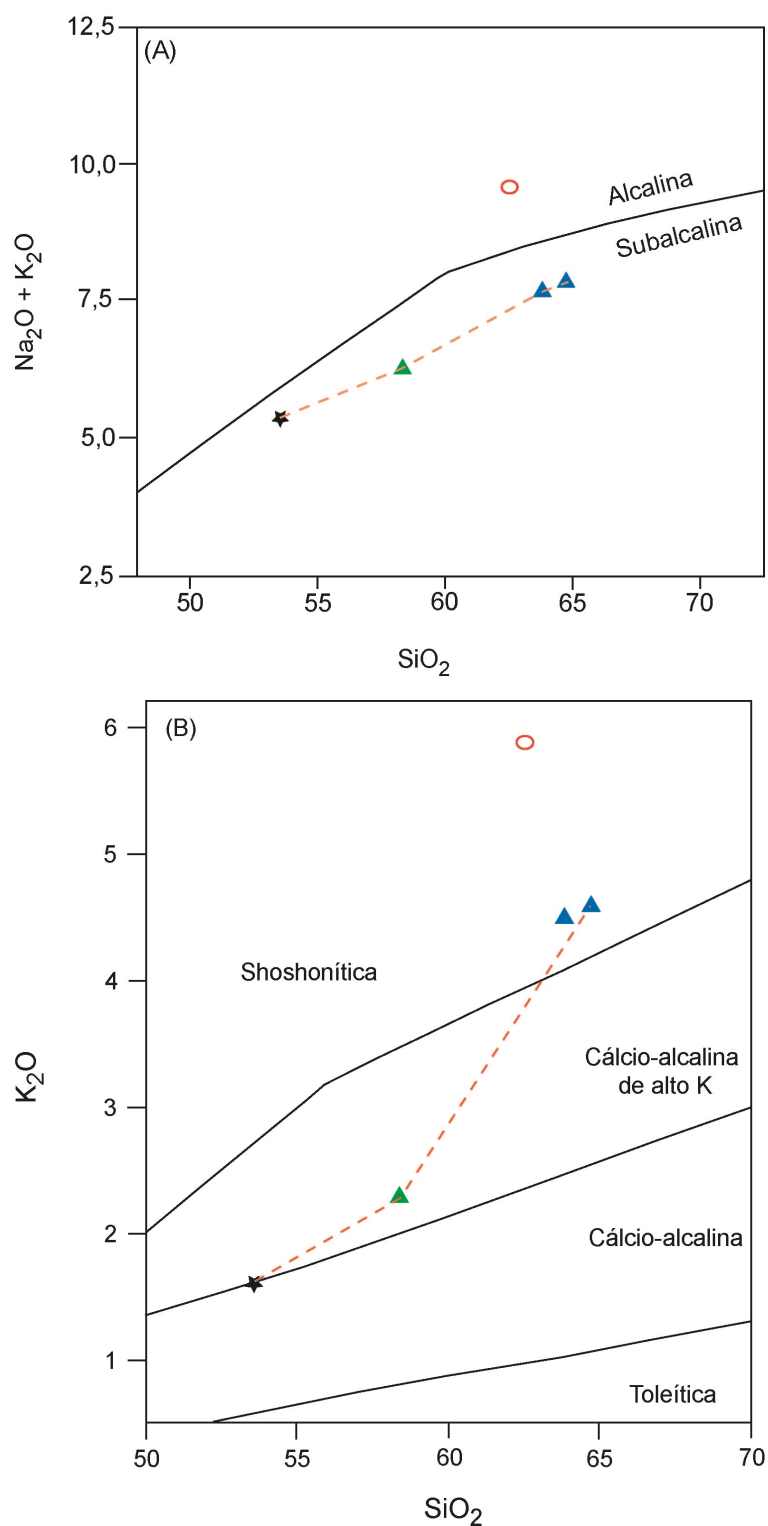 12,5
(A)
10,0
Alcalina
Subalcalina
7,5
Na₂O + K₂O
5,0
2,5
50 55 60 65 70
SiO₂
6
(B)
5
Shoshonítica
4
Cálcio-alcalina
de alto K
K₂O
3
2
Cálcio-alcalina
1
Toleítica
50 55 60 65 70
SiO₂